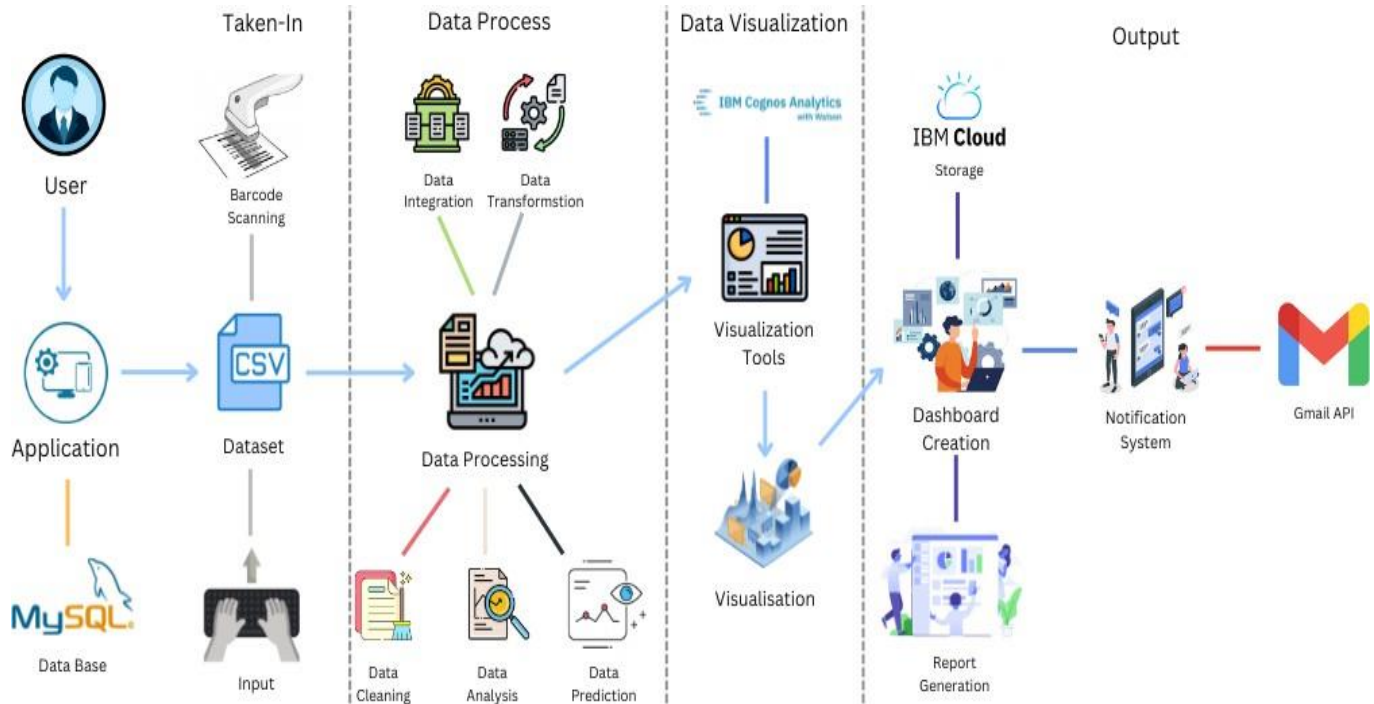 Taken-In
Data Process
Data Visualization
Output
User
Barcode
Scanning
Application
CSV
Dataset
MySQL
Data Base
Input
Data
Integration
Data
Transformstion
Data Processing
Data
Cleaning
Data
Analysis
Data
Prediction
IBM Cognos Analytics
with Watson
Visualization
Tools
Visualisation
IBM Cloud
Storage
Dashboard
Creation
Report
Generation
Notification
System
Gmail API